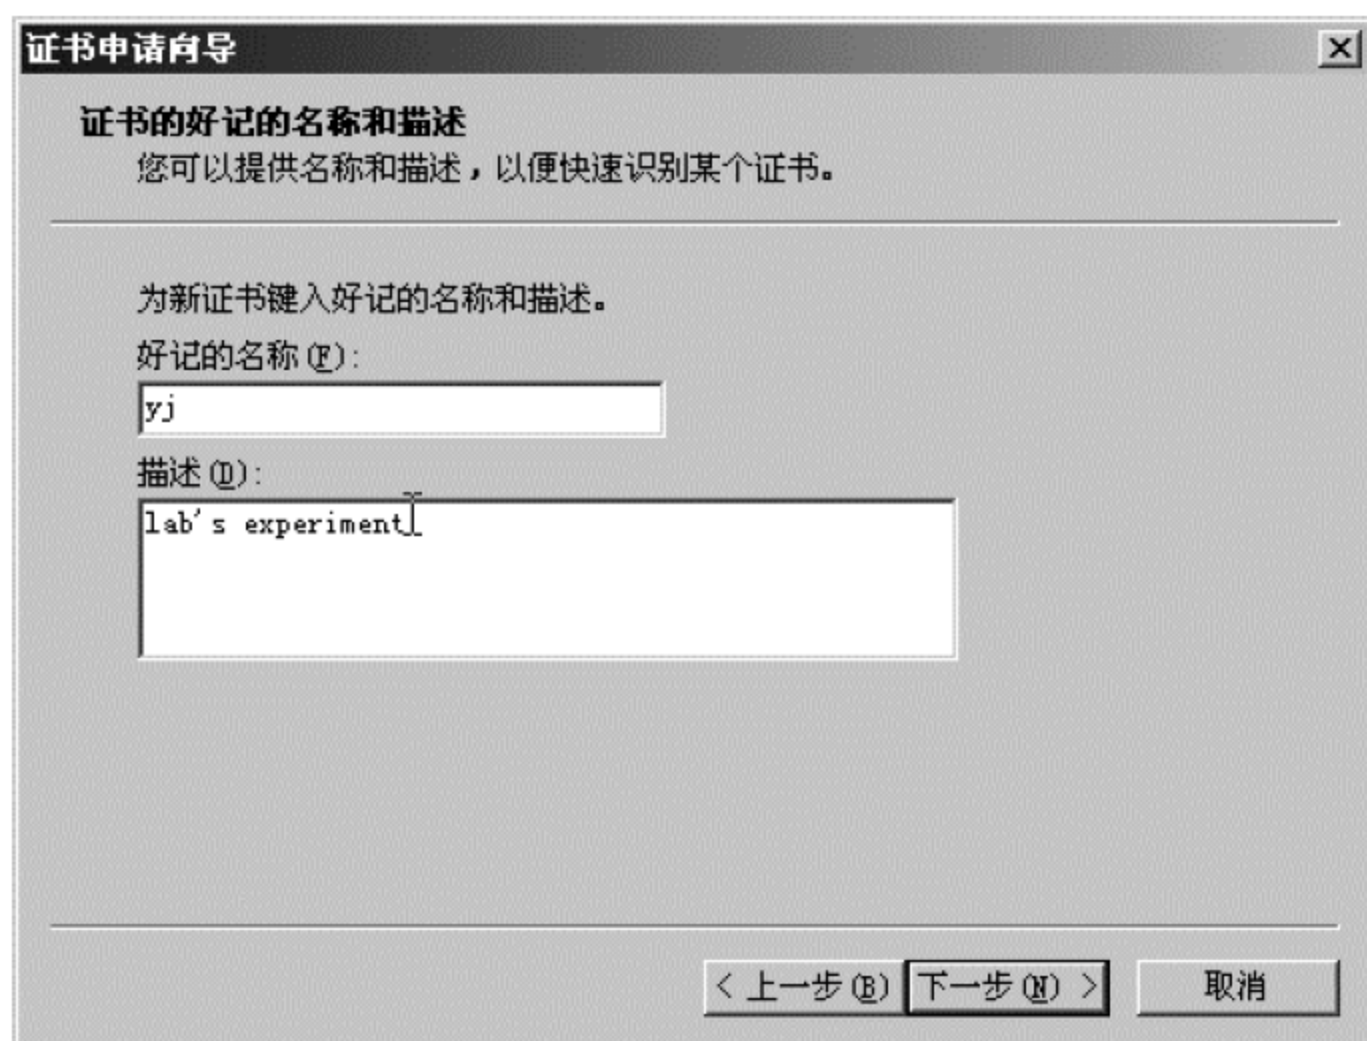 证书申请向导
证书的好记的名称和描述
您可以提供名称和描述，以便快速识别某个证书。
为新证书键入好记的名称和描述。
好记的名称(F):
yj
描述(D):
lab's experiment
< 上一步(B) 下一步(N) > 取消